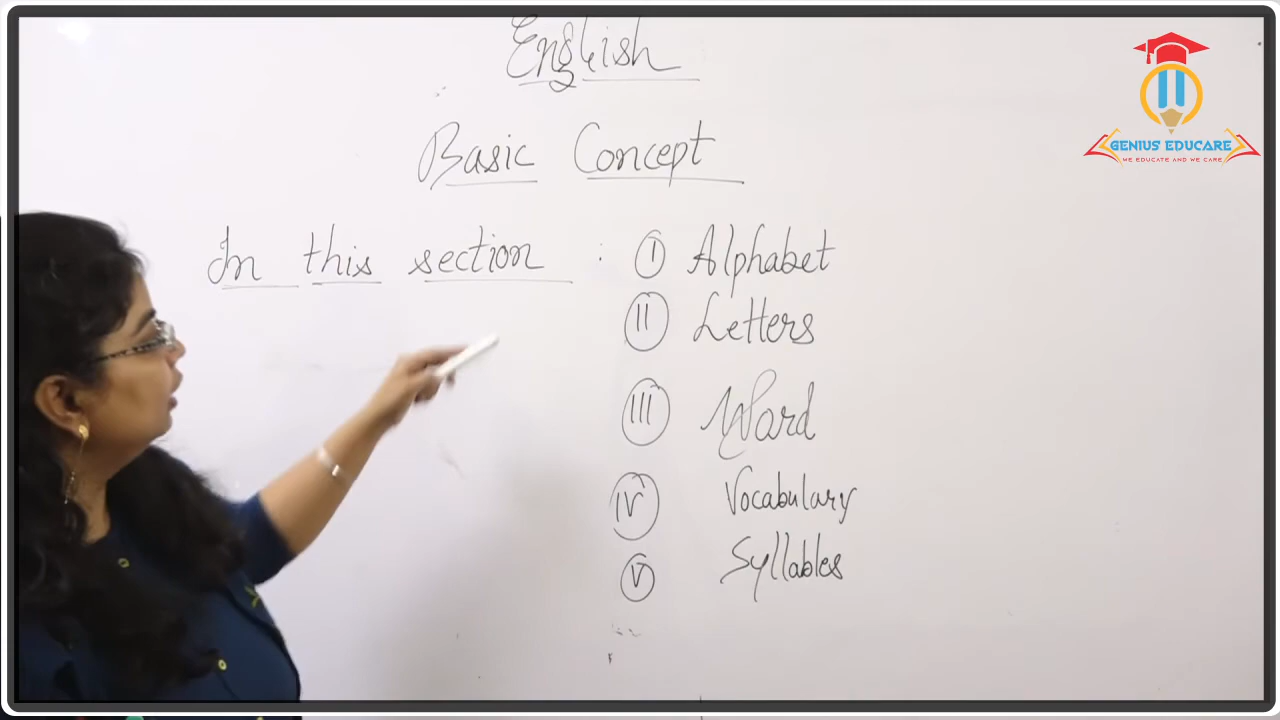 English
Basic Concept
In this section : I Alphabet
II Letters
III Word
IV Vocabulary
V Syllables
GENIUS EDUCARE
WE EDUCATE AND WE CARE